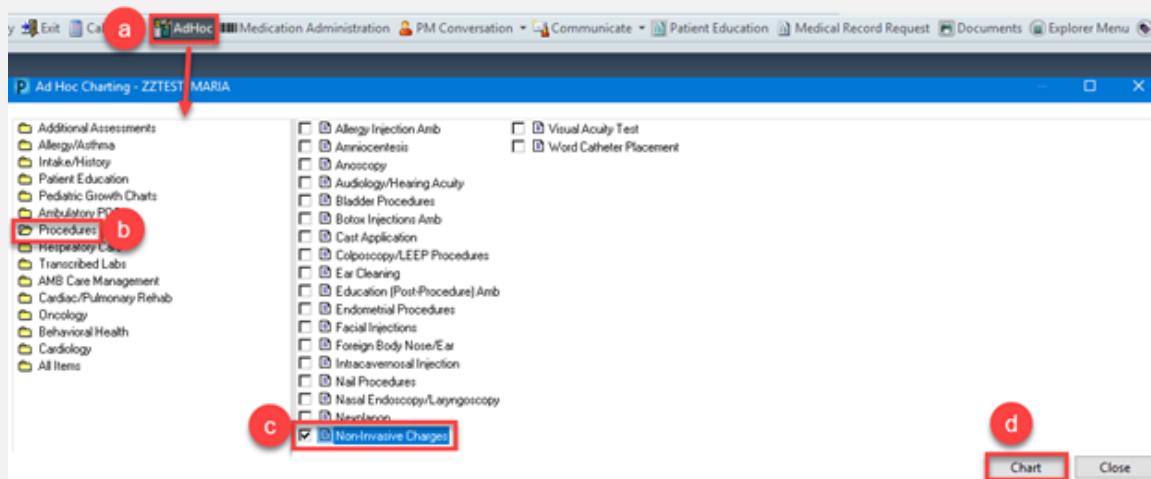 y Exit Ca a AdHoc Medication Administration PM Conversation Communicate Patient Education Medical Record Request Documents Explorer Menu
Ad Hoc Charting - ZZTEST, MARIA
Additional Assessments
Allergy/Asthma
Intake/History
Patient Education
Pediatric Growth Charts
Ambulatory
Procedures b
Respiratory
Transcribed Labs
AMB Care Management
Cardiac/Pulmonary Rehab
Oncology
Behavioral Health
Cardiology
All Items
Allergy Injection Amb
Amniocentesis
Anoscopy
Audiology/Hearing Acuity
Bladder Procedures
Botox Injections Amb
Cast Application
Colposcopy/LEEP Procedures
Ear Cleaning
Education (Post-Procedure) Amb
Endometrial Procedures
Facial Injections
Foreign Body Nose/Ear
Intracavernosal Injection
Nail Procedures
Nasal Endoscopy/Laryngoscopy
Nexplanon
c Non-Invasive Charges
Visual Acuity Test
Word Catheter Placement
d
Chart Close